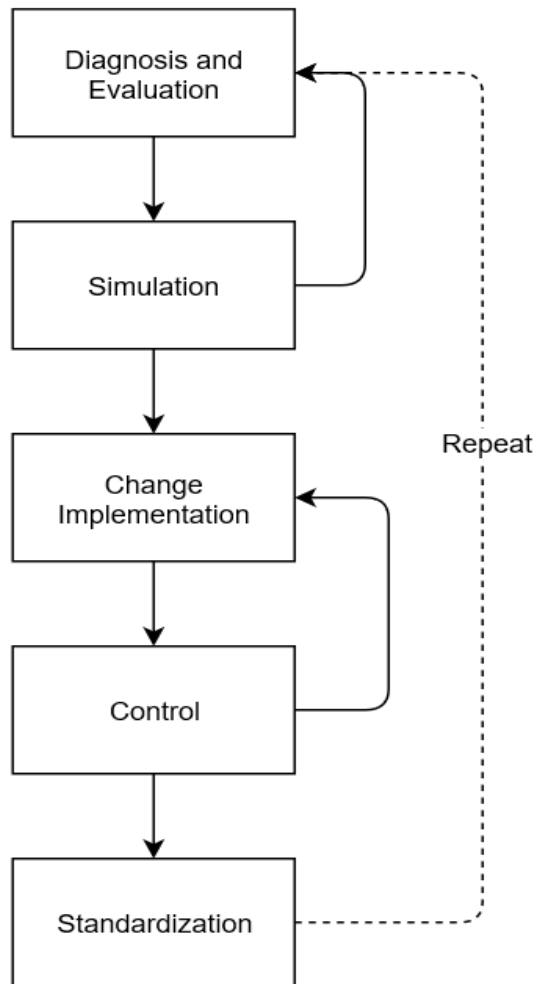 Diagnosis and
Evaluation
Simulation
Repeat
Change
Implementation
Control
Standardization